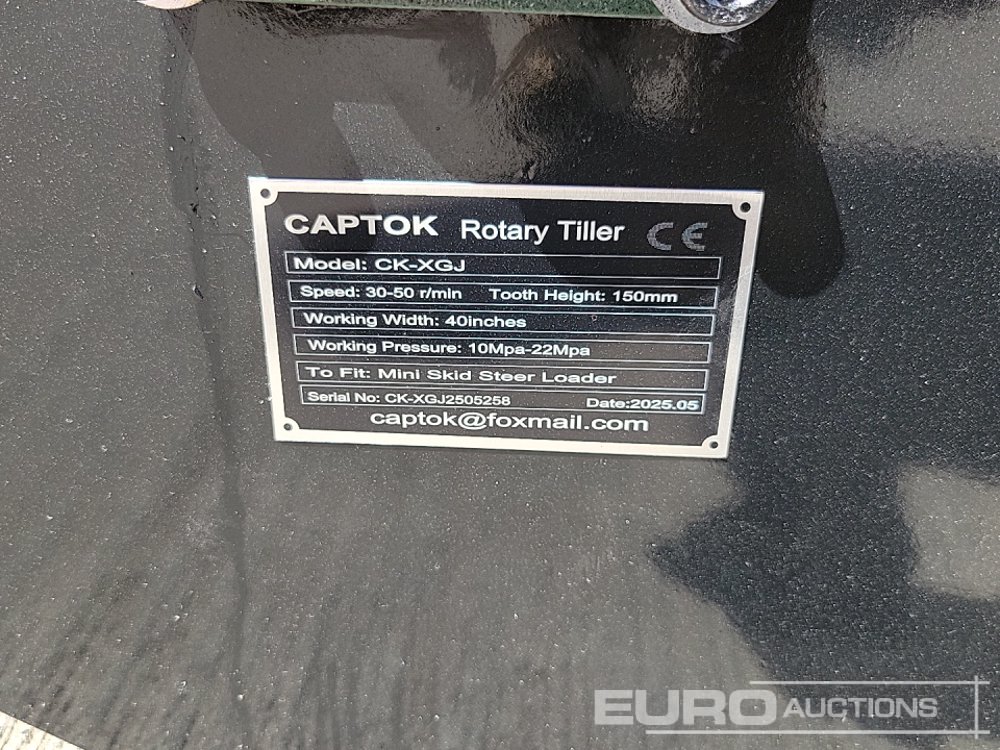 CAPTOK Rotary Tiller CE
Model: CK-XGJ
Speed: 30-50 r/min Tooth Height: 150mm
Working Width: 40inches
Working Pressure: 10Mpa-22Mpa
To Fit: Mini Skid Steer Loader
Serial No: CK-XGJ2505258 Date:2025.05
captok@foxmail.com
EURO AUCTIONS